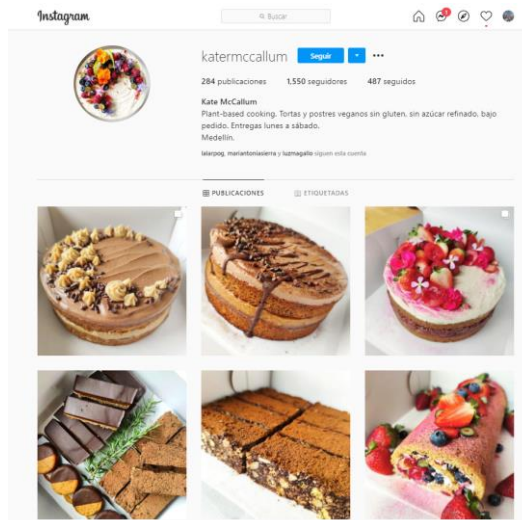 Instagram
Buscar
1
katermccallum Seguir
284 publicaciones 1.550 seguidores 487 seguidos
Kate McCallum
Plant-based cooking. Tortas y postres veganos sin gluten, sin azúcar refinado, bajo
pedido. Entregas lunes a sábado.
Medellín.
lalarpog, mariantoniasierra y luzmagallo siguen esta cuenta
PUBLICACIONES ETIQUETADAS